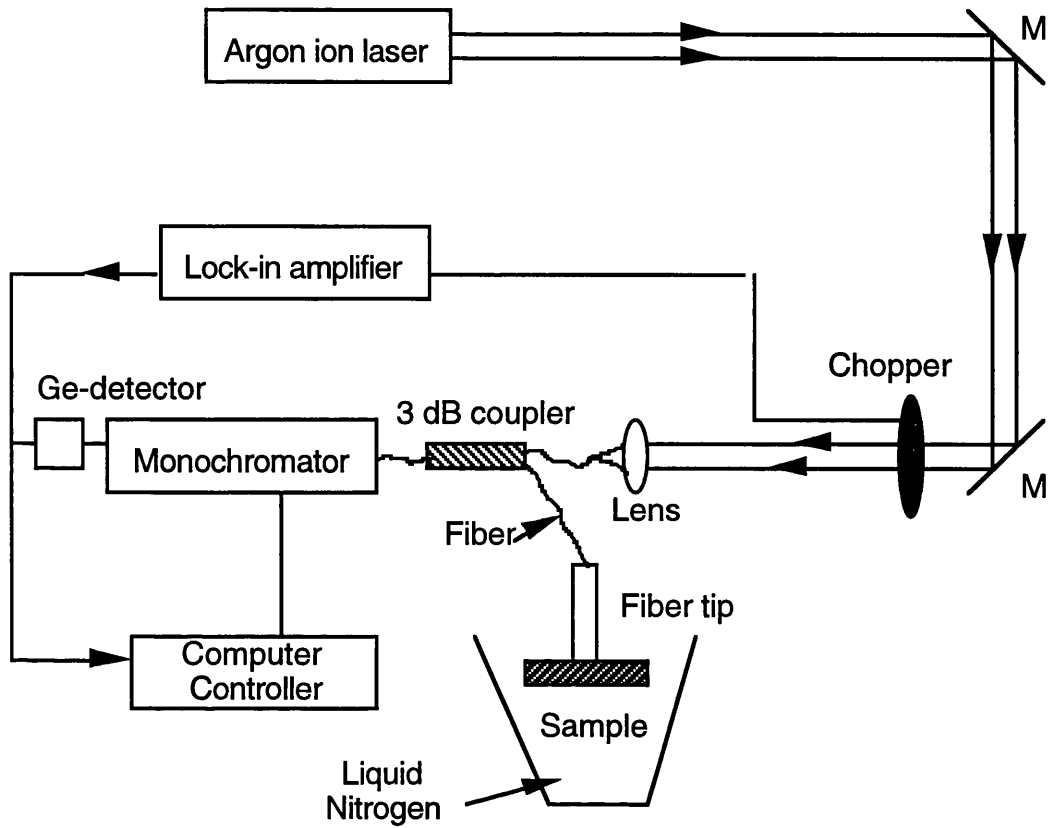 Argon ion laser
M
Lock-in amplifier
Chopper
Ge-detector
3 dB coupler
Monochromator
Lens
M
Fiber
Fiber tip
Computer
Controller
Sample
Liquid
Nitrogen